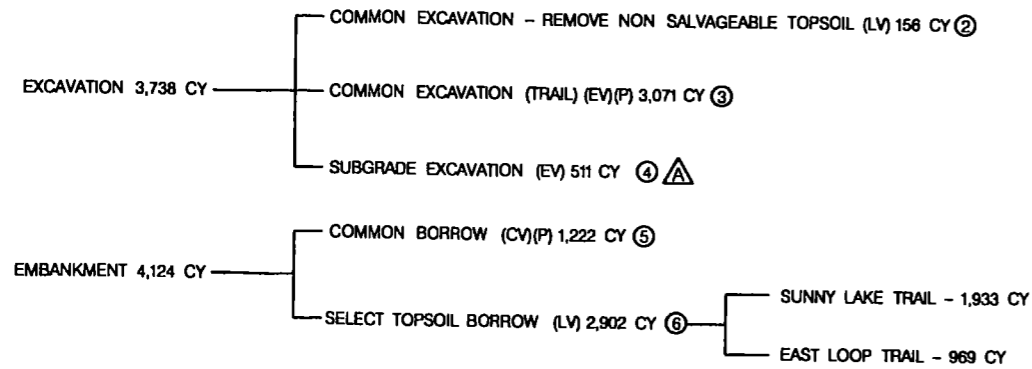 COMMON EXCAVATION - REMOVE NON SALVAGEABLE TOPSOIL (LV) 156 CY ②
EXCAVATION 3,738 CY
COMMON EXCAVATION (TRAIL) (EV)(P) 3,071 CY ③
SUBGRADE EXCAVATION (EV) 511 CY ④ A
COMMON BORROW (CV)(P) 1,222 CY ⑤
EMBANKMENT 4,124 CY
SELECT TOPSOIL BORROW (LV) 2,902 CY ⑥
SUNNY LAKE TRAIL - 1,933 CY
EAST LOOP TRAIL - 969 CY